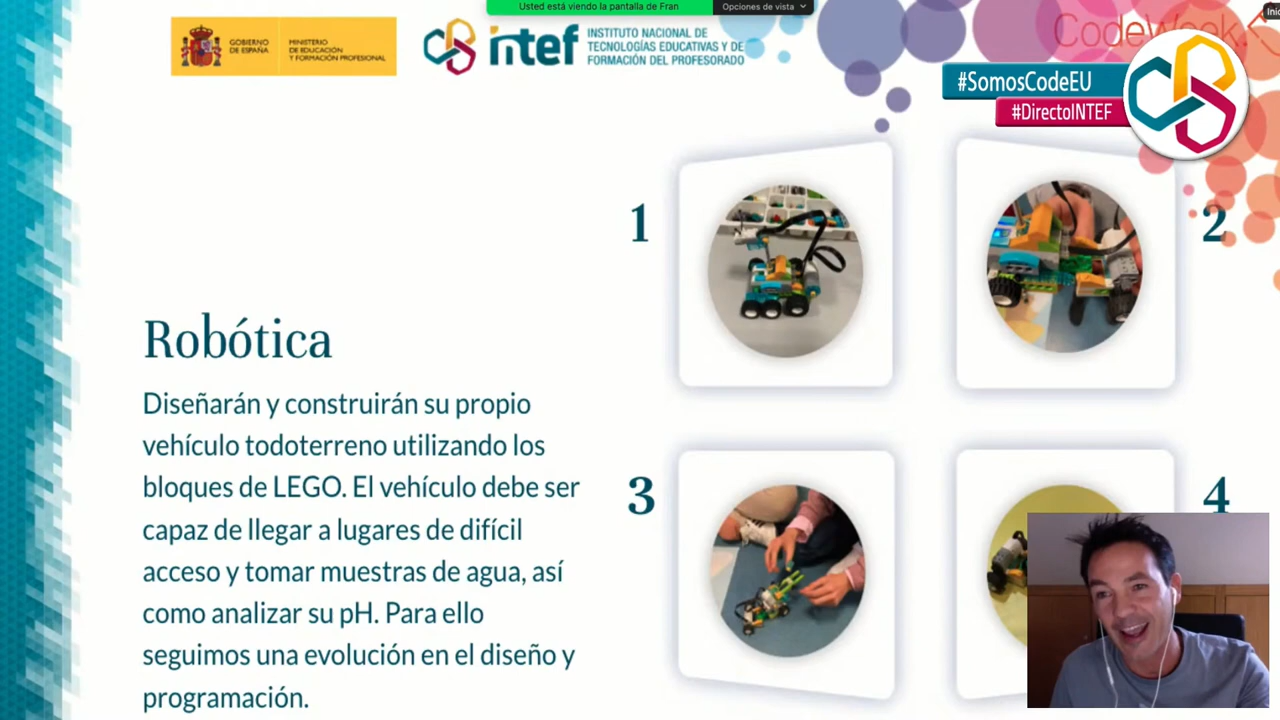 Usted está viendo la pantalla de Fran
Opciones de vista
GOBIERNO
DE ESPAÑA
MINISTERIO
DE EDUCACIÓN
Y FORMACIÓN PROFESIONAL
intef
INSTITUTO NACIONAL DE
TECNOLOGÍAS EDUCATIVAS Y DE
FORMACIÓN DEL PROFESORADO
CodeWeek
#SomosCodeEU
#DirectoINTEF
1
2
Robótica
Diseñarán y construirán su propio
vehículo todoterreno utilizando los
bloques de LEGO. El vehículo debe ser
capaz de llegar a lugares de difícil
acceso y tomar muestras de agua, así
como analizar su pH. Para ello
seguimos una evolución en el diseño y
programación.
3
4